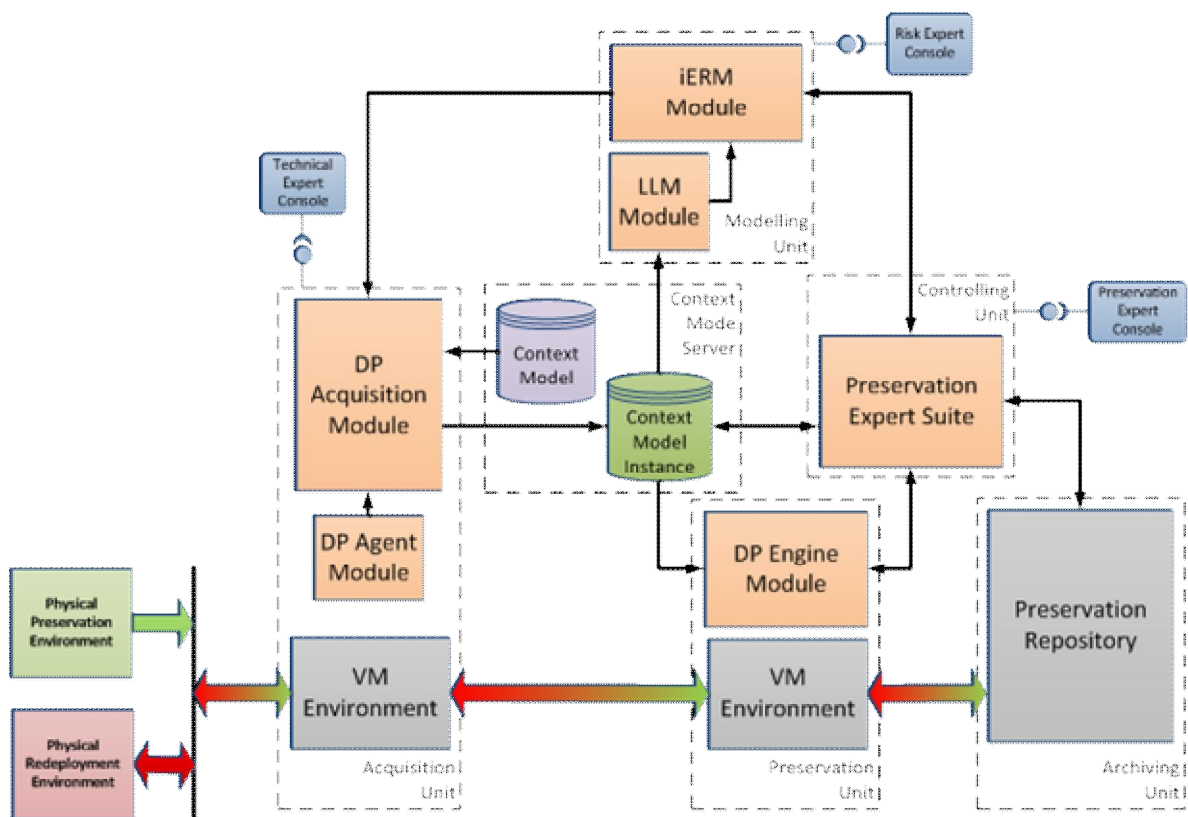 Risk Expert
Console
iERM
Module
Technical
Expert
Console
LLM
Module
Modelling
Unit
Context
Mode
Server
Controlling
Unit
Preservation
Expert
Console
DP
Acquisition
Module
Context
Model
Context
Model
Instance
Preservation
Expert Suite
DP Agent
Module
DP Engine
Module
Physical
Preservation
Environment
Preservation
Repository
VM
Environment
VM
Environment
Physical
Redeployment
Environment
Acquisition
Unit
Preservation
Unit
Archiving
Unit